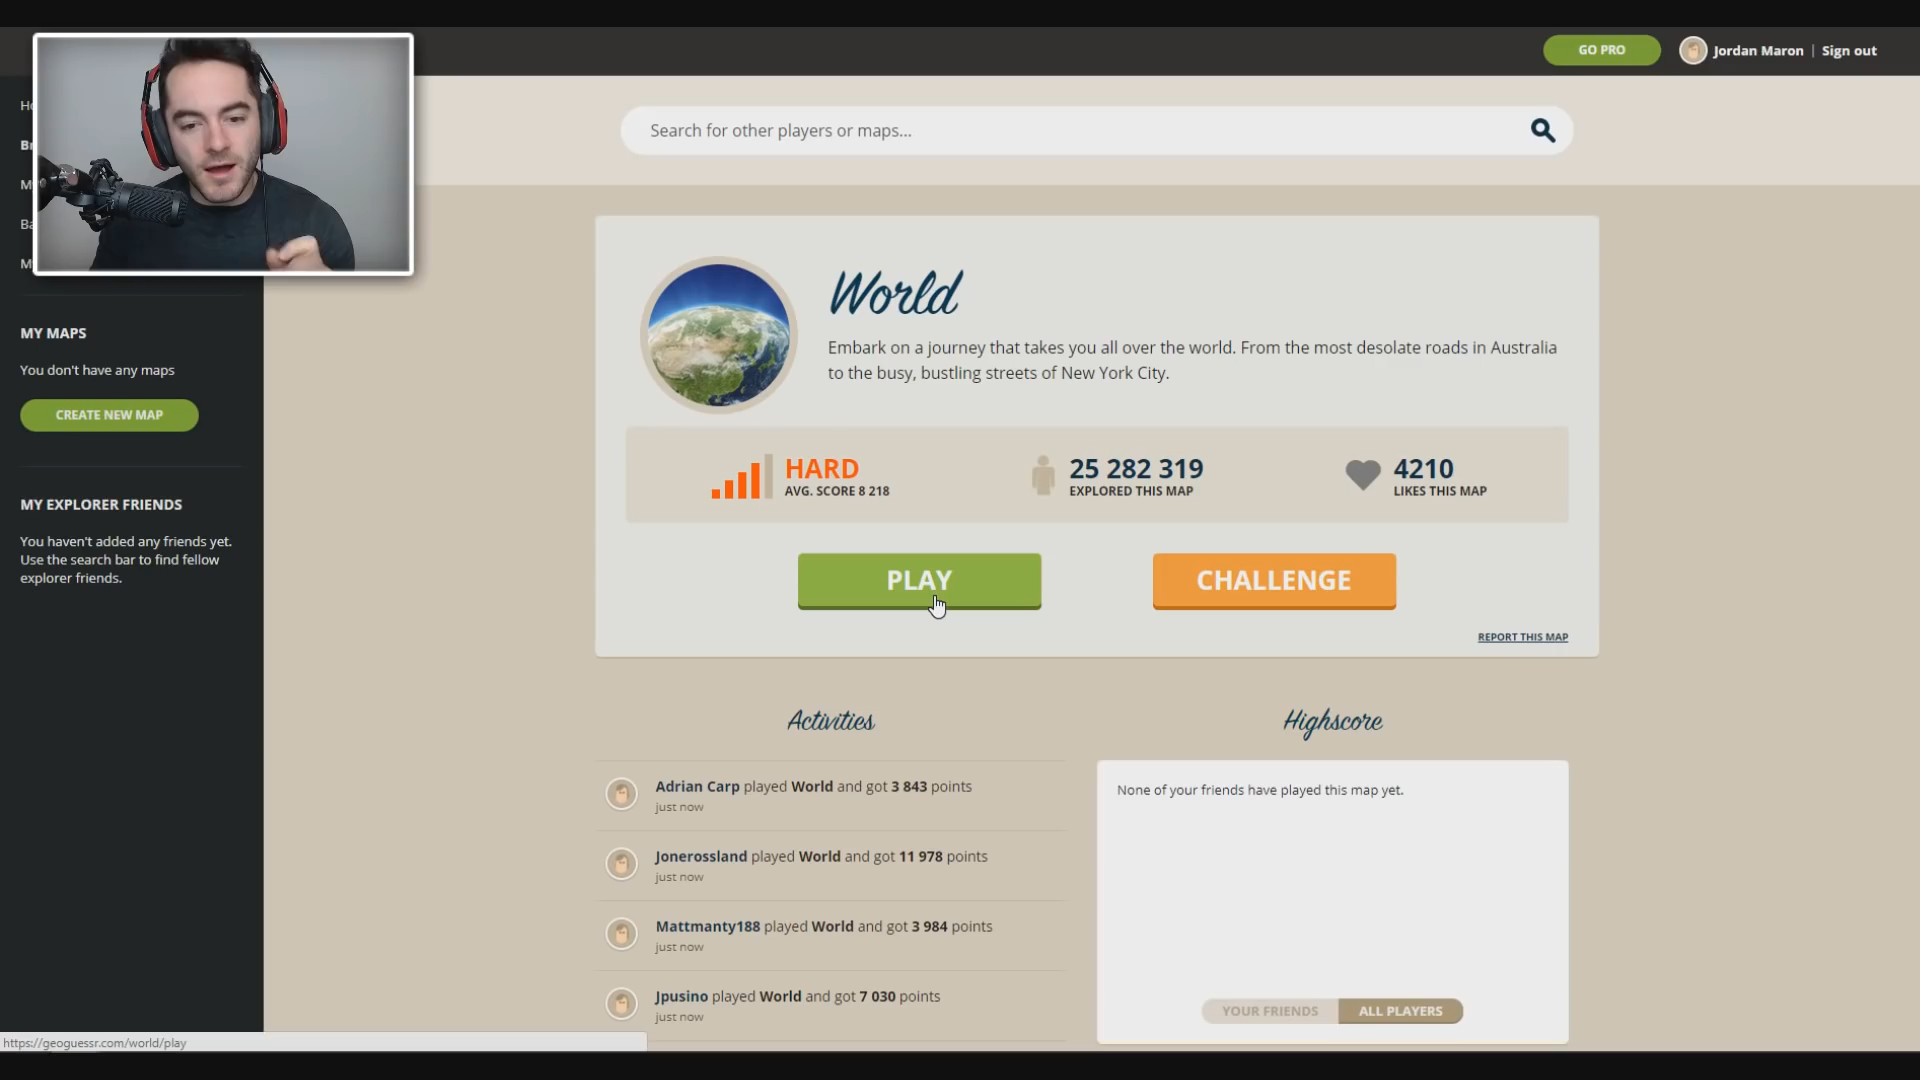 GO PRO
Jordan Maron | Sign out
Search for other players or maps...
World
Embark on a journey that takes you all over the world. From the most desolate roads in Australia
to the busy, bustling streets of New York City.
HARD
AVG. SCORE 8 218
25 282 319
EXPLORED THIS MAP
4210
LIKES THIS MAP
PLAY
CHALLENGE
REPORT THIS MAP
MY MAPS
You don't have any maps
CREATE NEW MAP
MY EXPLORER FRIENDS
You haven't added any friends yet.
Use the search bar to find fellow
explorer friends.
Activities
Adrian Carp played World and got 3 843 points
just now
Jonerossland played World and got 11 978 points
just now
Mattmanty188 played World and got 3 984 points
just now
Jpusino played World and got 7 030 points
just now
Highscore
None of your friends have played this map yet.
YOUR FRIENDS
ALL PLAYERS
https://geoguessr.com/world/play